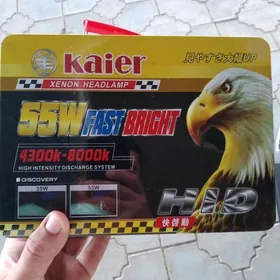 Kaier
見やすさ大幅UP
XENON HEADLAMP
55W FAST BRIGHT
4300k-8000k
HIGH INTENSITY DISCHARGE SYSTEM
DISCOVERY
35W 55W
HID
快啓動